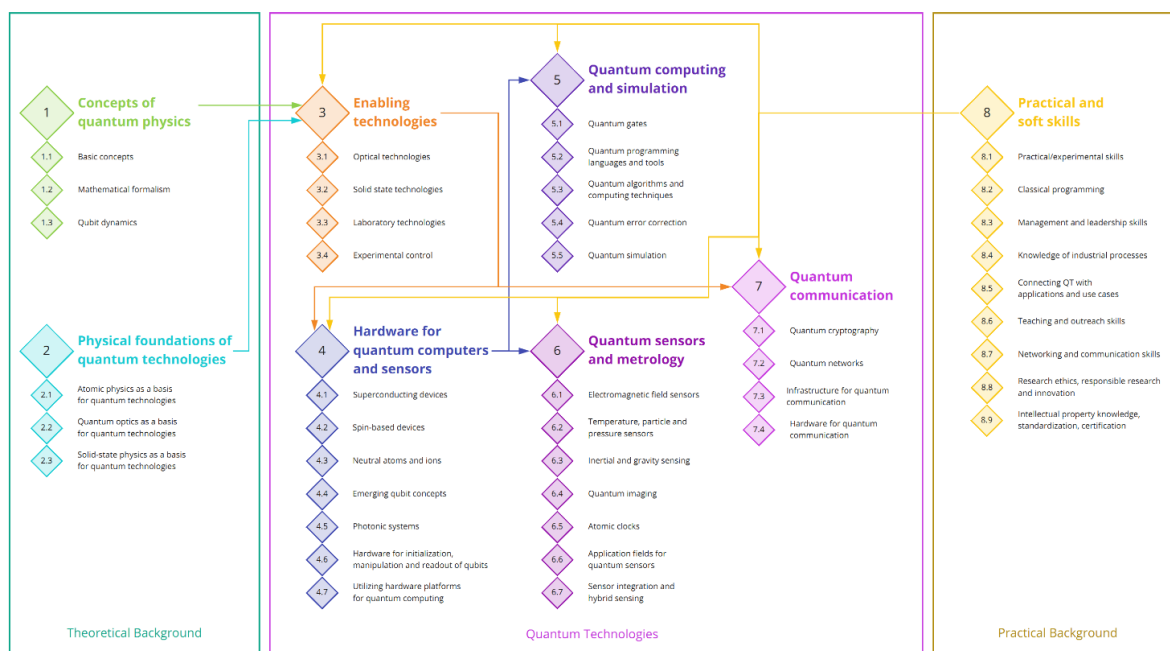 1
Concepts of
quantum physics
1.1
Basic concepts
1.2
Mathematical formalism
1.3
Qubit dynamics
2
Physical foundations of
quantum technologies
2.1
Atomic physics as a basis
for quantum technologies
2.2
Quantum optics as a basis
for quantum technologies
2.3
Solid-state physics as a basis
for quantum technologies
Theoretical Background
3
Enabling
technologies
3.1
Optical technologies
3.2
Solid state technologies
3.3
Laboratory technologies
3.4
Experimental control
4
Hardware for
quantum computers
and sensors
4.1
Superconducting devices
4.2
Spin-based devices
4.3
Neutral atoms and ions
4.4
Emerging qubit concepts
4.5
Photonic systems
4.6
Hardware for initialization,
manipulation and readout of qubits
4.7
Utilizing hardware platforms
for quantum computing
5
Quantum computing
and simulation
5.1
Quantum gates
5.2
Quantum programming
languages and tools
5.3
Quantum algorithms and
computing techniques
5.4
Quantum error correction
5.5
Quantum simulation
6
Quantum sensors
and metrology
6.1
Electromagnetic field sensors
6.2
Temperature, particle and
pressure sensors
6.3
Inertial and gravity sensing
6.4
Quantum imaging
6.5
Atomic clocks
6.6
Application fields for
quantum sensors
6.7
Sensor integration and
hybrid sensing
7
Quantum
communication
7.1
Quantum cryptography
7.2
Quantum networks
7.3
Infrastructure for quantum
communication
7.4
Hardware for quantum
communication
Quantum Technologies
8
Practical and
soft skills
8.1
Practical/experimental skills
8.2
Classical programming
8.3
Management and leadership skills
8.4
Knowledge of industrial processes
8.5
Connecting QT with
applications and use cases
8.6
Teaching and outreach skills
8.7
Networking and communication skills
8.8
Research ethics, responsible research
and innovation
8.9
Intellectual property knowledge,
standardization, certification
Practical Background